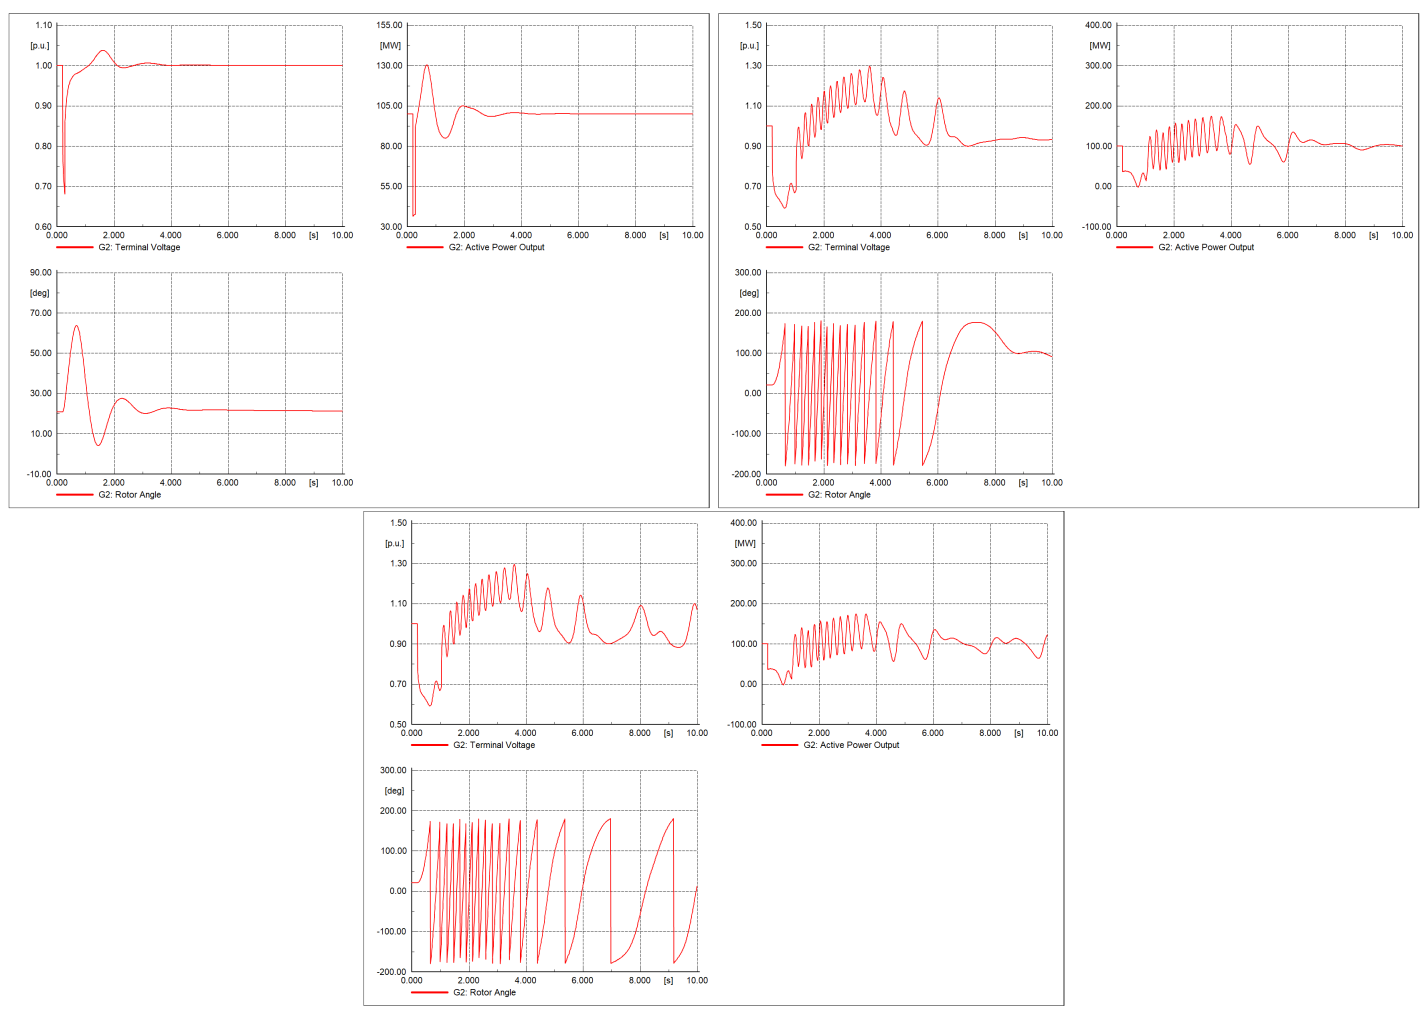 1.10
[p.u.]
1.00
0.90
0.80
0.70
0.60
0.000 2.000 4.000 6.000 8.000 [s] 10.00
G2: Terminal Voltage
155.00
[MW]
130.00
105.00
80.00
55.00
30.00
0.000 2.000 4.000 6.000 8.000 [s] 10.00
G2: Active Power Output
90.00
[deg]
70.00
50.00
30.00
10.00
-10.00
0.000 2.000 4.000 6.000 8.000 [s] 10.00
G2: Rotor Angle
1.50
[p.u.]
1.30
1.10
0.90
0.70
0.50
0.000 2.000 4.000 6.000 8.000 [s] 10.00
G2: Terminal Voltage
400.00
[MW]
300.00
200.00
100.00
0.00
-100.00
0.000 2.000 4.000 6.000 8.000 [s] 10.00
G2: Active Power Output
300.00
[deg]
200.00
100.00
0.00
-100.00
-200.00
0.000 2.000 4.000 6.000 8.000 [s] 10.00
G2: Rotor Angle
1.50
[p.u.]
1.30
1.10
0.90
0.70
0.50
0.000 2.000 4.000 6.000 8.000 [s] 10.00
G2: Terminal Voltage
400.00
[MW]
300.00
200.00
100.00
0.00
-100.00
0.000 2.000 4.000 6.000 8.000 [s] 10.00
G2: Active Power Output
300.00
[deg]
200.00
100.00
0.00
-100.00
-200.00
0.000 2.000 4.000 6.000 8.000 [s] 10.00
G2: Rotor Angle